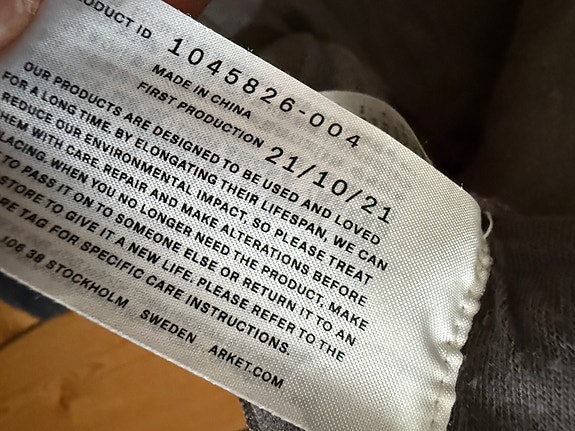 PRODUCT ID 1045826-004
MADE IN CHINA
FIRST PRODUCTION 21/10/21
OUR PRODUCTS ARE DESIGNED TO BE USED AND LOVED
FOR A LONG TIME. BY ELONGATING THEIR LIFESPAN, WE CAN
REDUCE OUR ENVIRONMENTAL IMPACT. SO PLEASE TREAT
THEM WITH CARE, REPAIR AND MAKE ALTERATIONS BEFORE
LACING. WHEN YOU NO LONGER NEED THE PRODUCT, MAKE
TO PASS IT ON TO SOMEONE ELSE OR RETURN IT TO AN
STORE TO GIVE IT A NEW LIFE. PLEASE REFER TO THE
RE TAG FOR SPECIFIC CARE INSTRUCTIONS.
106 38 STOCKHOLM SWEDEN ARKET.COM